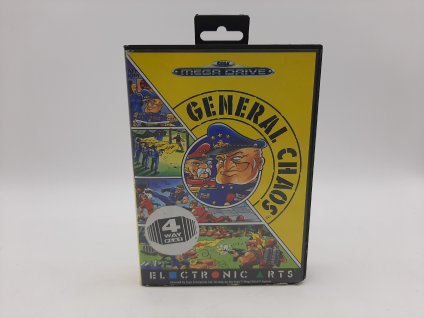 SEGA
MEGA DRIVE
GENERAL CHAOS
4
WAY
PLAY
ELECTRONIC ARTS